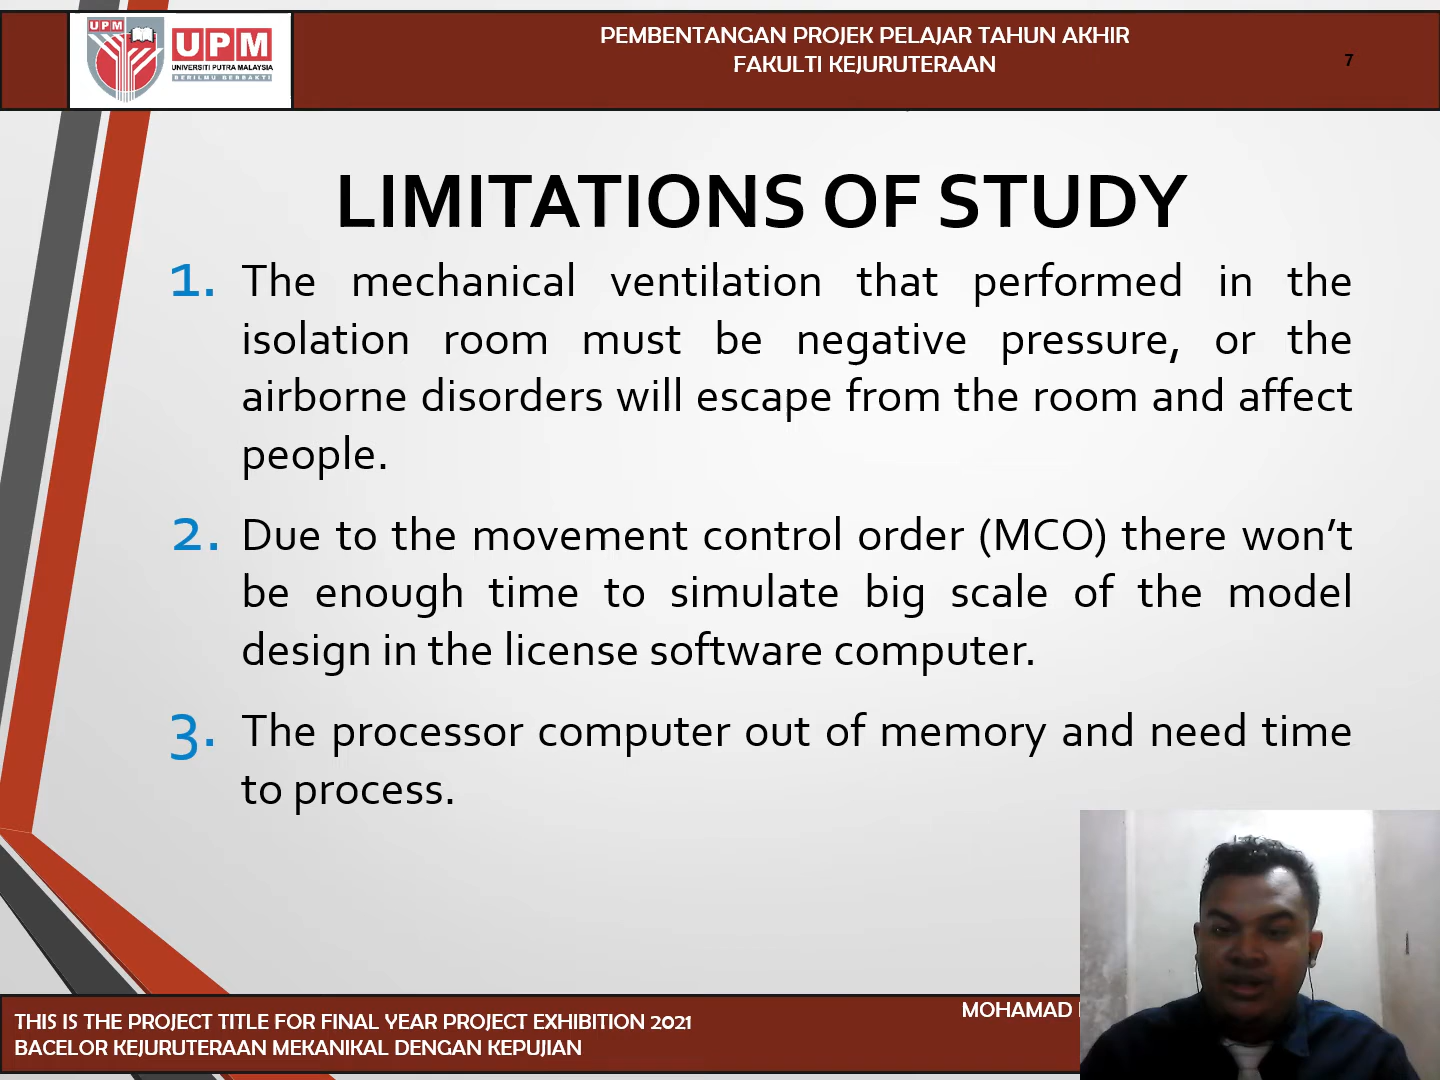 UPM
UPM
UNIVERSITI PUTRA MALAYSIA
BERILMU BERBAKTI
PEMBENTANGAN PROJEK PELAJAR TAHUN AKHIR
FAKULTI KEJURUTERAAN
7
LIMITATIONS OF STUDY
1. The mechanical ventilation that performed in the
isolation room must be negative pressure, or the
airborne disorders will escape from the room and affect
people.
2. Due to the movement control order (MCO) there won’t
be enough time to simulate big scale of the model
design in the license software computer.
3. The processor computer out of memory and need time
to process.
MOHAMAD
THIS IS THE PROJECT TITLE FOR FINAL YEAR PROJECT EXHIBITION 2021
BACELOR KEJURUTERAAN MEKANIKAL DENGAN KEPUJIAN